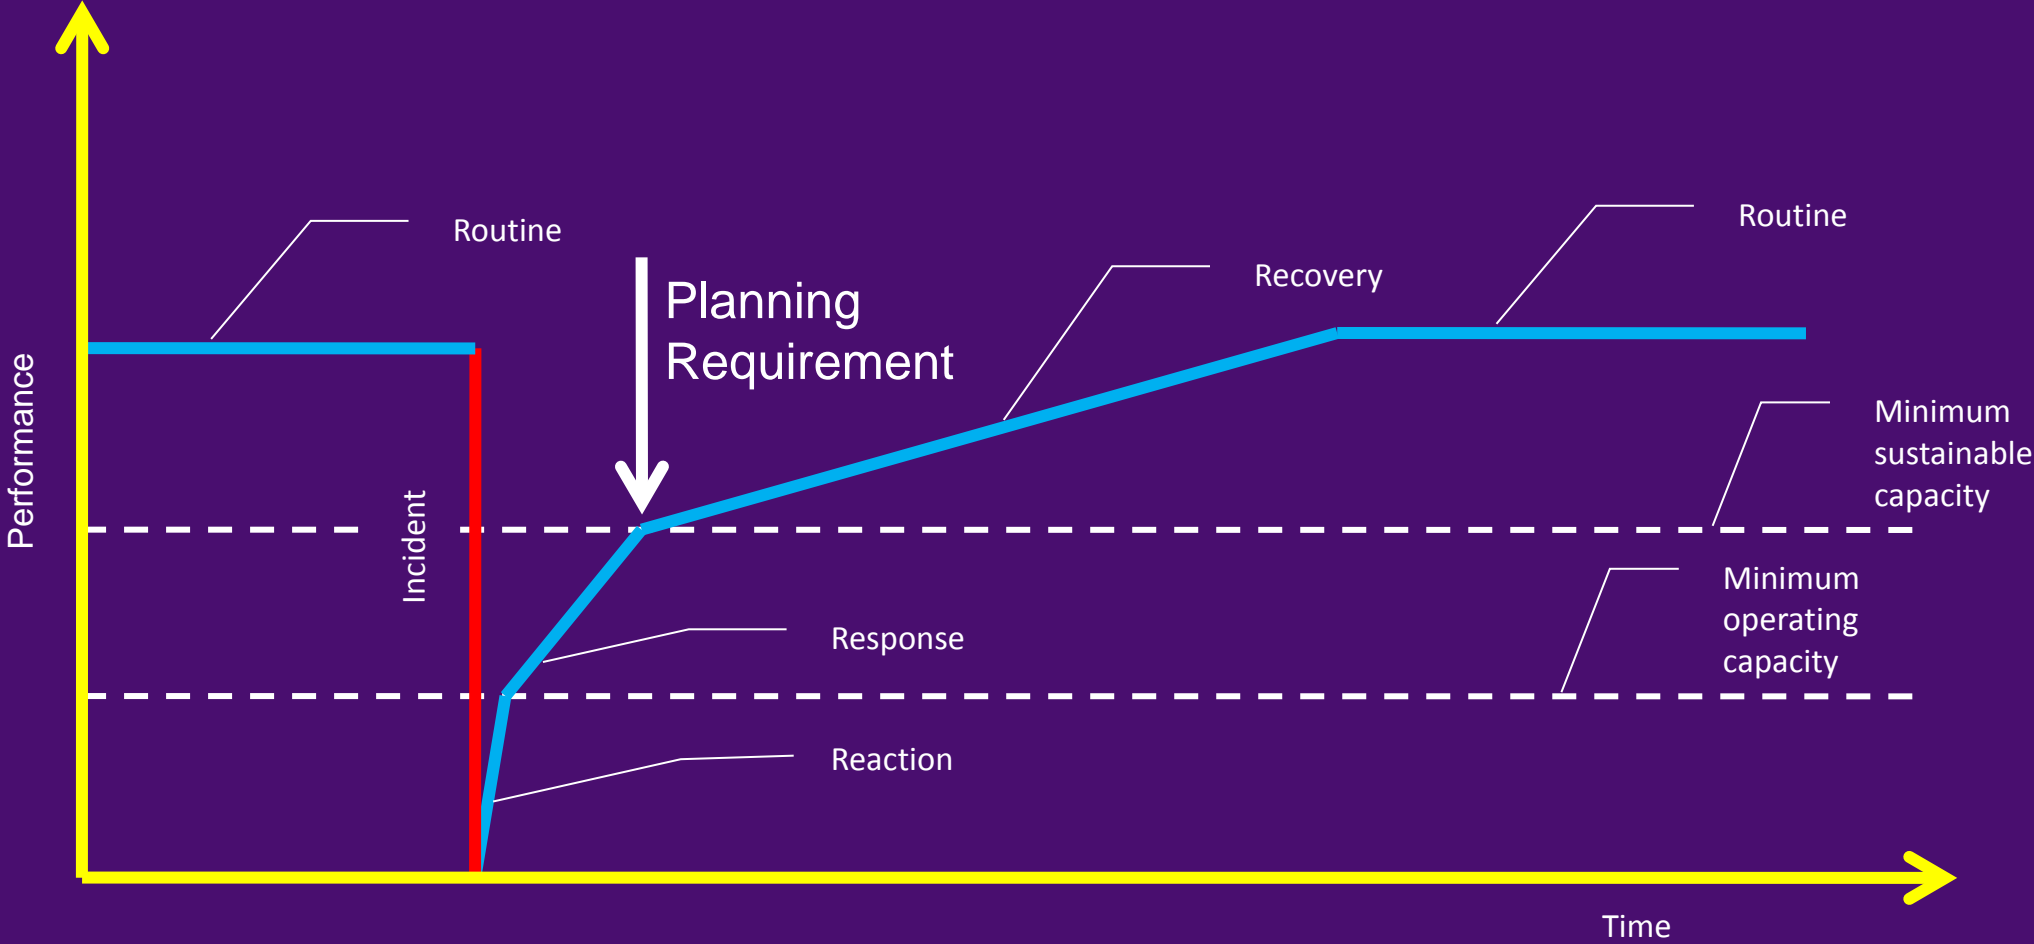 Routine
Routine
Recovery
Planning
Requirement
Performance
Minimum
sustainable
capacity
Incident
Minimum
operating
capacity
Response
Reaction
Time